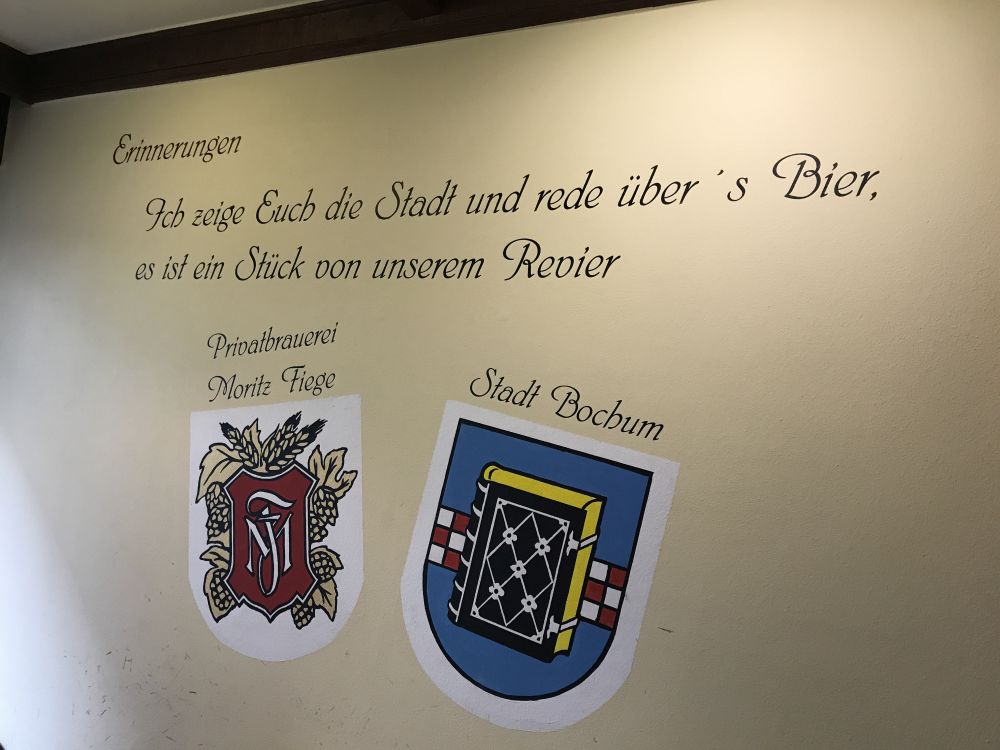 Erinnerungen
Ich zeige Euch die Stadt und rede über 's Bier,
es ist ein Stück von unserem Revier
Privatbrauerei
Moritz Fiege
Stadt Bochum